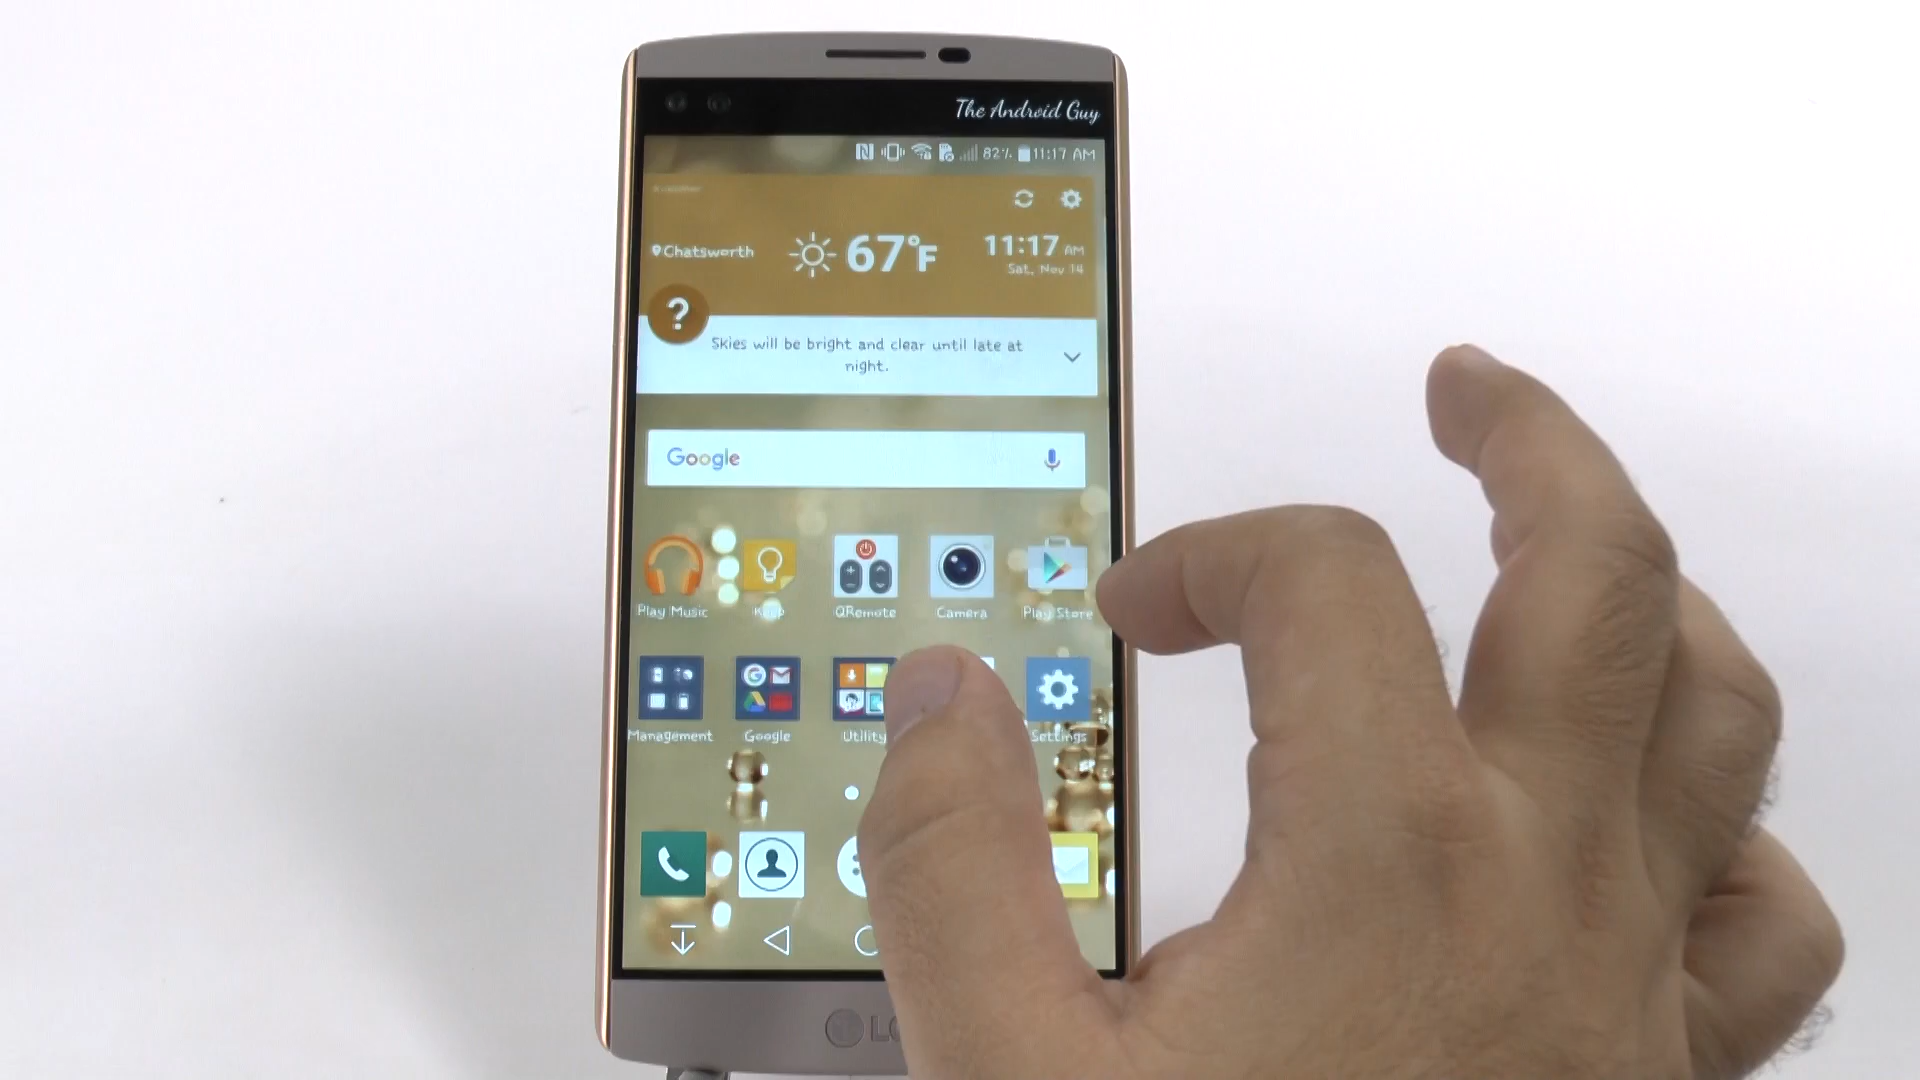 The Android Guy
82% 11:17 AM
Chatsworth
67°F
11:17 AM
Sat, Nov 14
?
Skies will be bright and clear until late at
night.
Google
Play Music
Keep
QRemote
Camera
Play Store
Management
Google
Utility
Settings